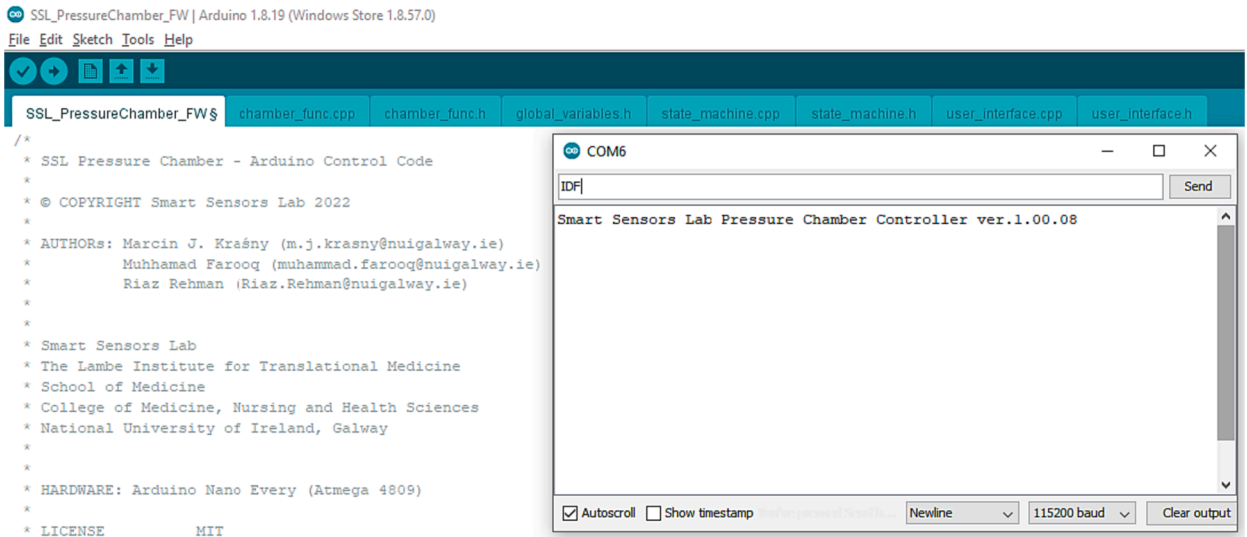 SSL_PressureChamber_FW | Arduino 1.8.19 (Windows Store 1.8.57.0)
File Edit Sketch Tools Help
SSL_PressureChamber_FW§ chamber_func.cpp chamber_func.h global_variables.h state_machine.cpp state_machine.h user_interface.cpp user_interface.h
/*
* SSL Pressure Chamber - Arduino Control Code
*
* © COPYRIGHT Smart Sensors Lab 2022
*
* AUTHORs: Marcin J. Kraśny (m.j.krasny@nuigalway.ie)
* Muhhamad Farooq (muhammad.farooq@nuigalway.ie)
* Riaz Rehman (Riaz.Rehman@nuigalway.ie)
*
*
* Smart Sensors Lab
* The Lambe Institute for Translational Medicine
* School of Medicine
* College of Medicine, Nursing and Health Sciences
* National University of Ireland, Galway
*
*
* HARDWARE: Arduino Nano Every (Atmega 4809)
*
* LICENSE MIT
COM6
IDF
Send
Smart Sensors Lab Pressure Chamber Controller ver.1.00.08
Autoscroll Show timestamp Newline 115200 baud Clear output